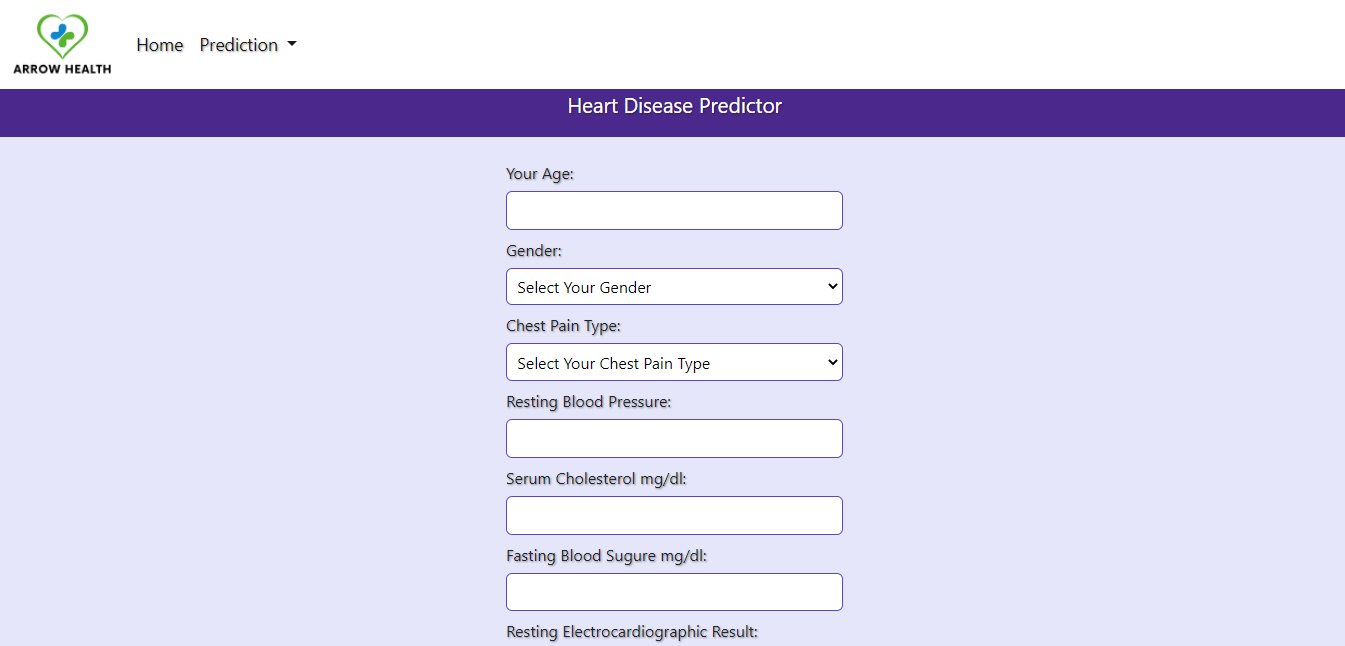 ARROW HEALTH
Home Prediction
Heart Disease Predictor
Your Age:
Gender:
Select Your Gender
Chest Pain Type:
Select Your Chest Pain Type
Resting Blood Pressure:
Serum Cholesterol mg/dl:
Fasting Blood Sugure mg/dl:
Resting Electrocardiographic Result: